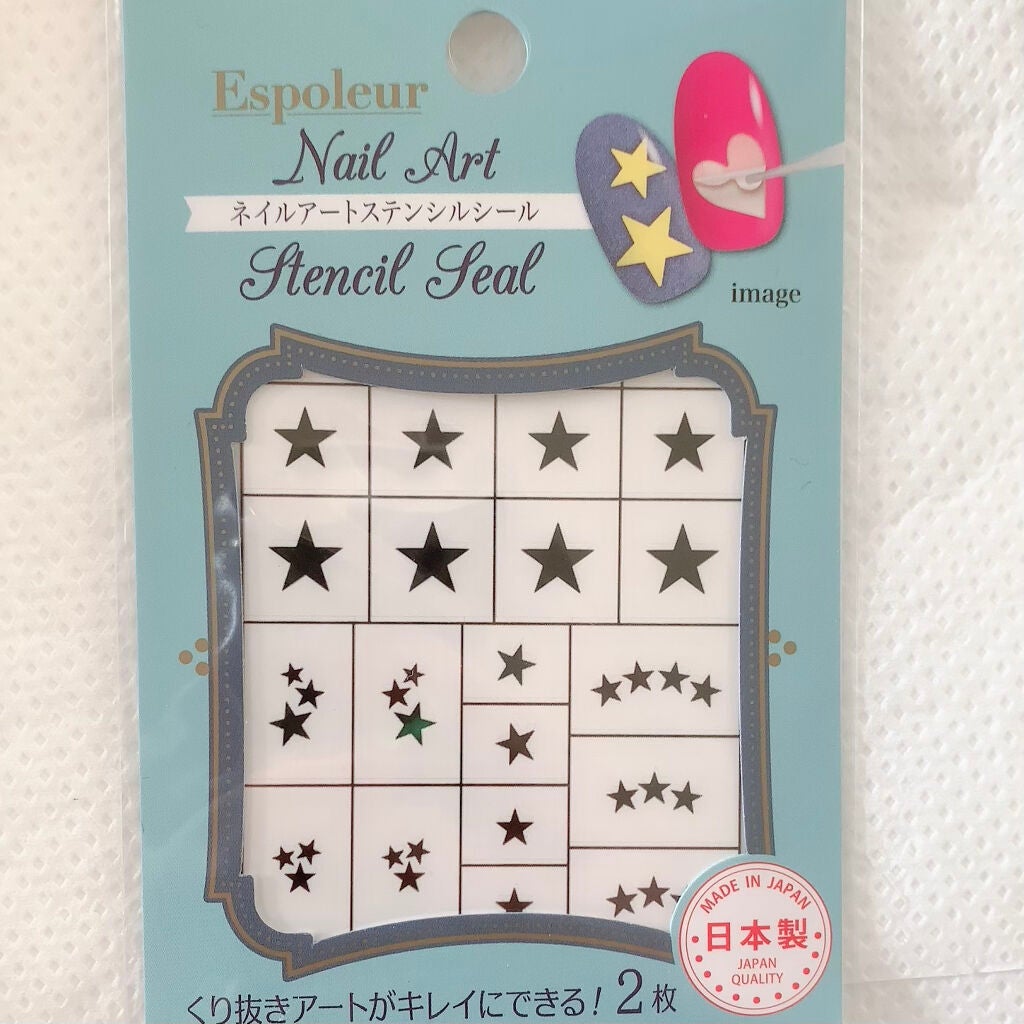 Espoleur
Nail Art
ネイルアートステンシルシール
Stencil Seal
image
MADE IN JAPAN
日本製
JAPAN
QUALITY
くり抜きアートがキレイにできる! 2枚